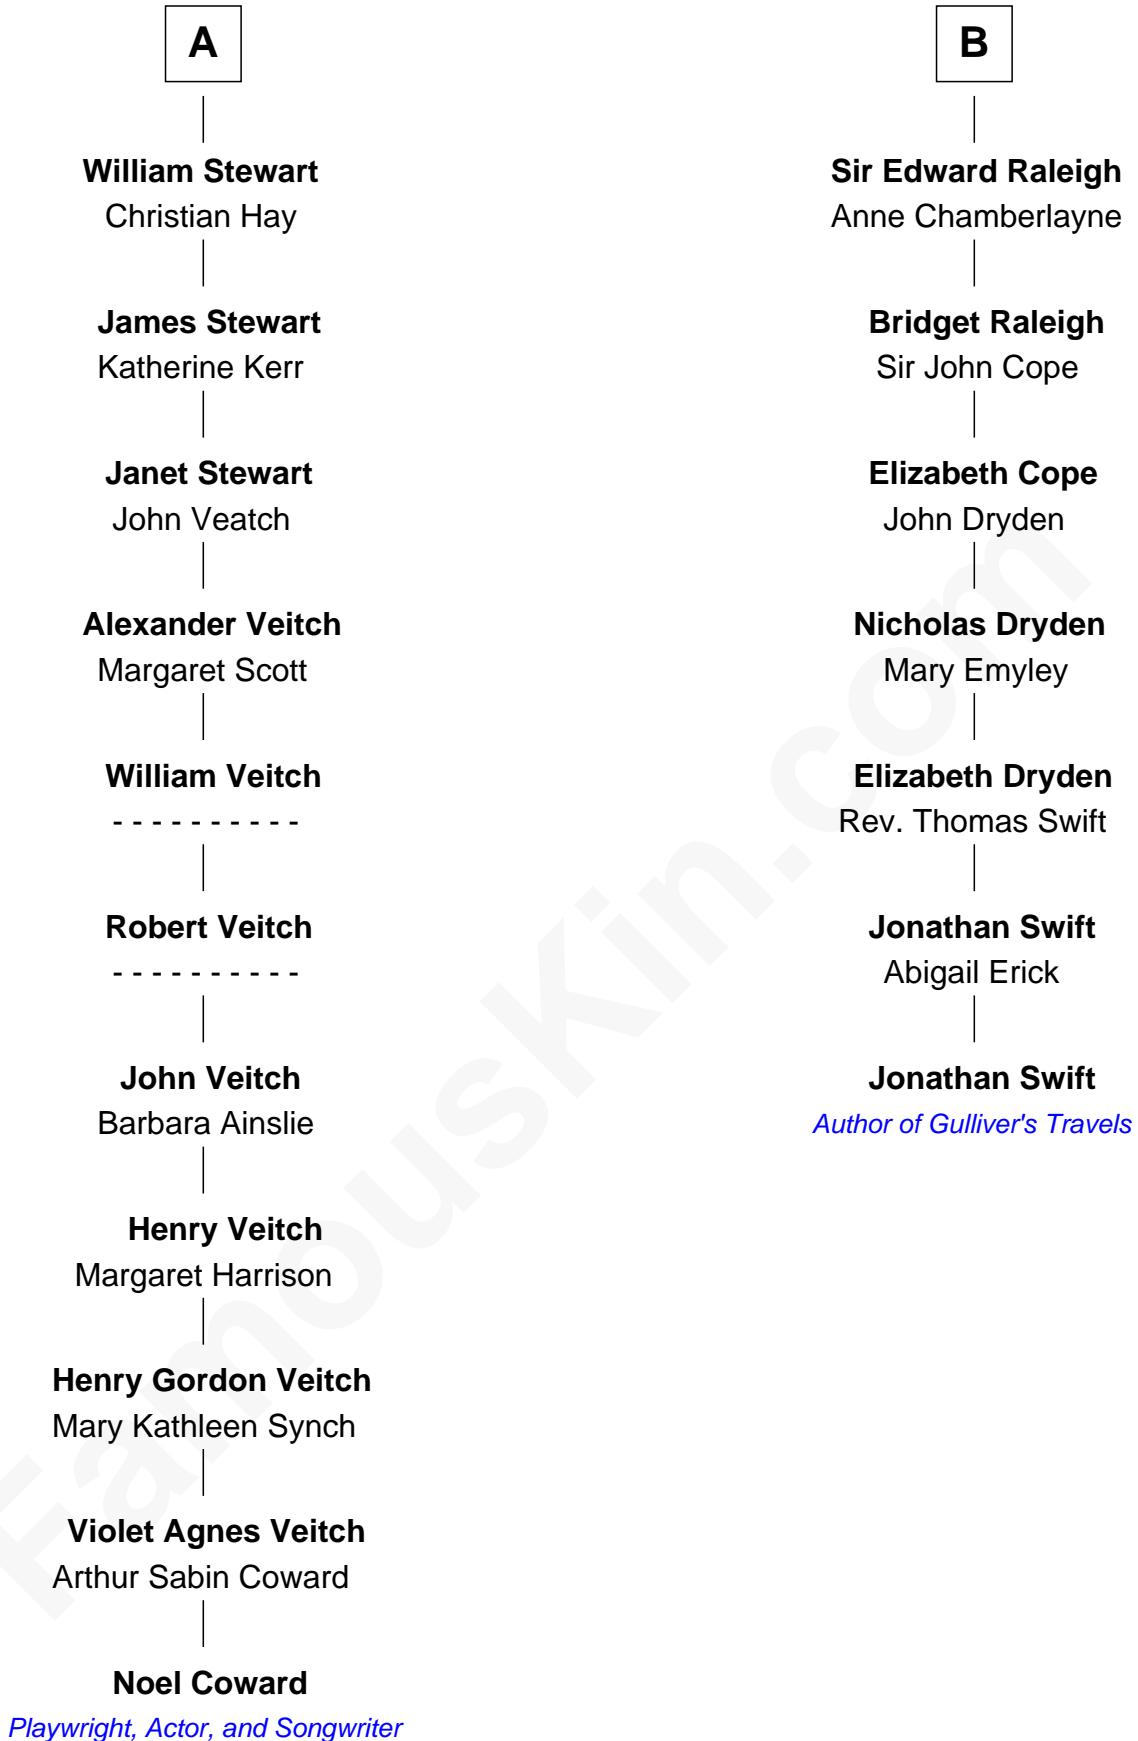 A
William Stewart
Christian Hay
James Stewart
Katherine Kerr
Janet Stewart
John Veatch
Alexander Veitch
Margaret Scott
William Veitch
- - - - - - - - - -
Robert Veitch
- - - - - - - - - -
John Veitch
Barbara Ainslie
Henry Veitch
Margaret Harrison
Henry Gordon Veitch
Mary Kathleen Synch
Violet Agnes Veitch
Arthur Sabin Coward
Noel Coward
Playwright, Actor, and Songwriter
B
Sir Edward Raleigh
Anne Chamberlayne
Bridget Raleigh
Sir John Cope
Elizabeth Cope
John Dryden
Nicholas Dryden
Mary Emyley
Elizabeth Dryden
Rev. Thomas Swift
Jonathan Swift
Abigail Erick
Jonathan Swift
Author of Gulliver's Travels
FamousKin.com